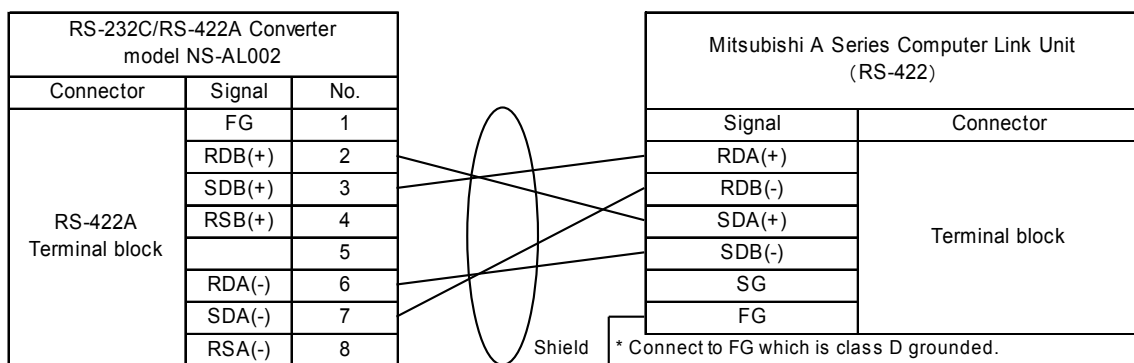 RS-232C/RS-422A Converter
model NS-AL002
Connector Signal No.
FG 1
RDB(+) 2
SDB(+) 3
RSB(+) 4
5
RDA(-) 6
SDA(-) 7
RSA(-) 8
RS-422A
Terminal block
Shield
Mitsubishi A Series Computer Link Unit
(RS-422)
Signal Connector
RDA(+)
RDB(-)
SDA(+)
SDB(-)
SG
FG
Terminal block
* Connect to FG which is class D grounded.